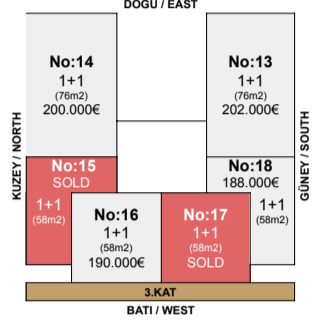 DOĞU / EAST
No:14
1+1
(76m2)
200.000€
No:13
1+1
(76m2)
202.000€
KUZEY / NORTH
GÜNEY / SOUTH
No:15
SOLD
1+1
(58m2)
No:18
188.000€
1+1
(58m2)
No:16
1+1
(58m2)
190.000€
No:17
1+1
(58m2)
SOLD
3.KAT
BATI / WEST